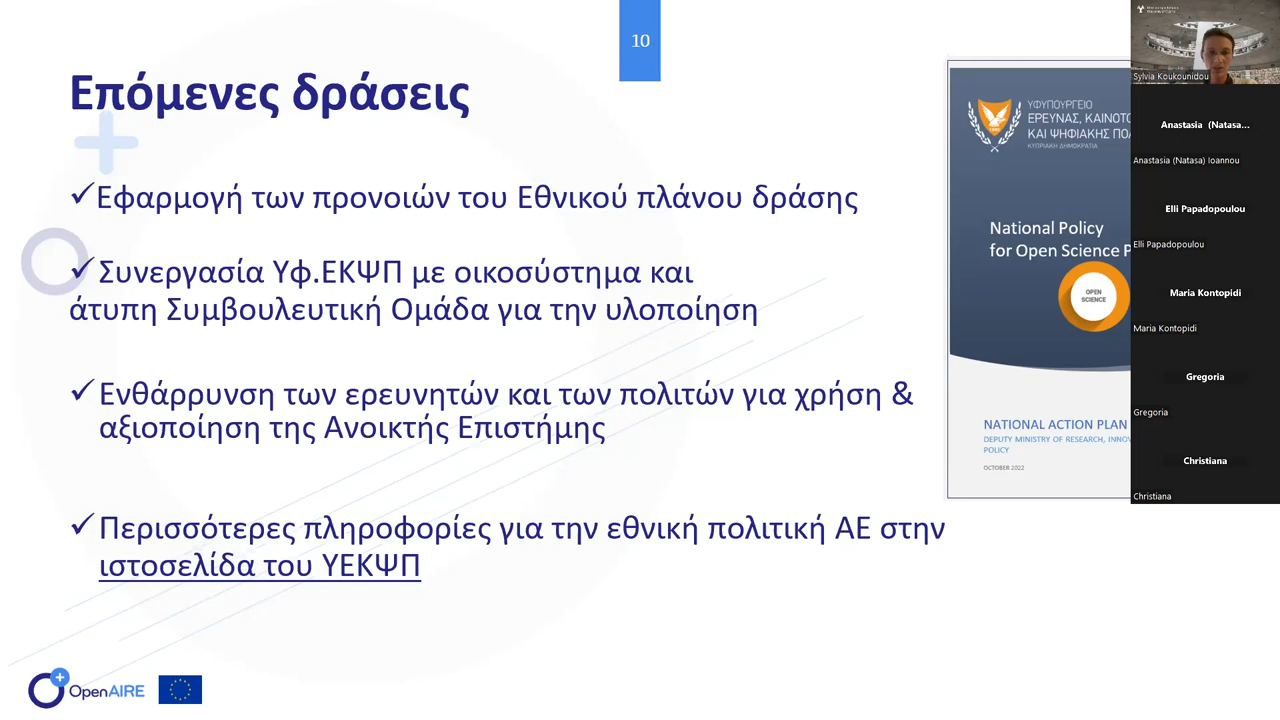 10
Επόμενες δράσεις
✓Εφαρμογή των προνοιών του Εθνικού πλάνου δράσης
✓Συνεργασία Υφ.ΕΚΨΠ με οικοσύστημα και
άτυπη Συμβουλευτική Ομάδα για την υλοποίηση
✓Ενθάρρυνση των ερευνητών και των πολιτών για χρήση &
αξιοποίηση της Ανοικτής Επιστήμης
✓Περισσότερες πληροφορίες για την εθνική πολιτική ΑΕ στην
ιστοσελίδα του ΥΕΚΨΠ
OpenAIRE
ΥΦΥΠΟΥΡΓΕΙΟ
ΕΡΕΥΝΑΣ, ΚΑΙΝΟΤΟ
ΚΑΙ ΨΗΦΙΑΚΗΣ ΠΟΛ
ΚΥΠΡΙΑΚΗ ΔΗΜΟΚΡΑΤΙΑ
National Policy
for Open Science P
OPEN
SCIENCE
NATIONAL ACTION PLAN
DEPUTY MINISTRY OF RESEARCH, INNOV
POLICY
OCTOBER 2022
Sylvia Koukounidou
Anastasia (Natasa...
Anastasia (Natasa) Ioannou
Elli Papadopoulou
Elli Papadopoulou
Maria Kontopidi
Maria Kontopidi
Gregoria
Gregoria
Christiana
Christiana